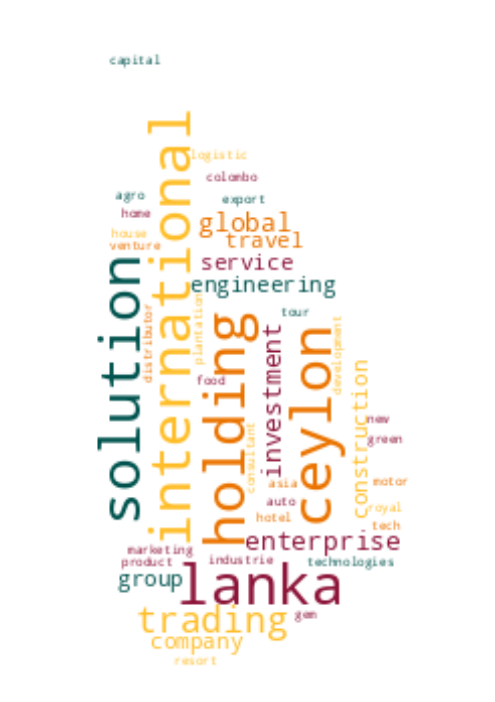 capital
international
logistic
colombo
agro
export
home
global
house
travel
venture
service
solution
engineering
plantation
distributor
tour
holding
development
investment
ceylon
construction
food
new
consultant
green
asia
motor
auto
royal
hotel
tech
enterprise
marketing
industrie
product
technologies
group
lanka
trading
gem
company
resort